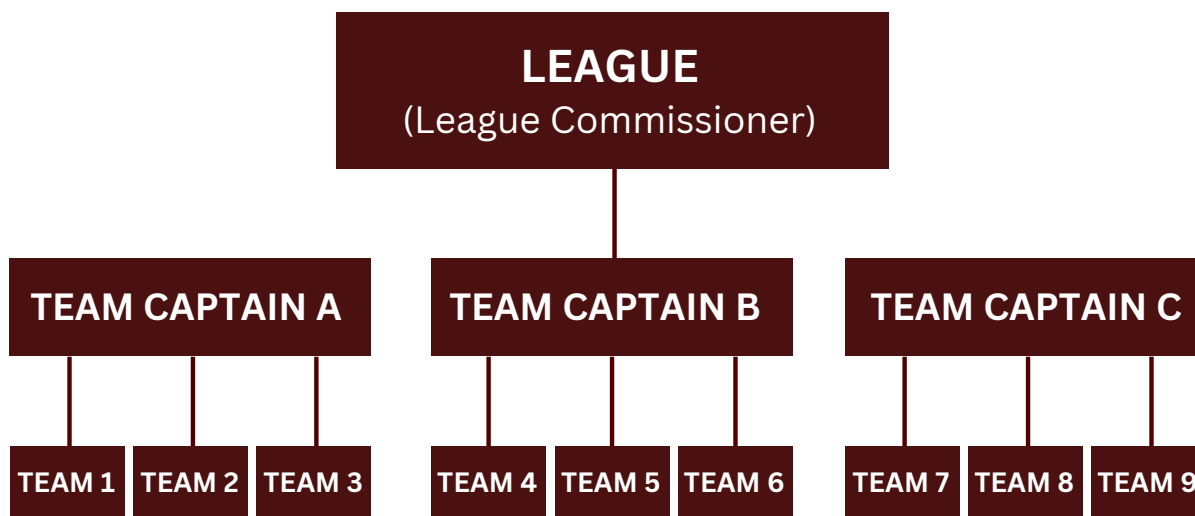 LEAGUE
(League Commissioner)
TEAM CAPTAIN A
TEAM CAPTAIN B
TEAM CAPTAIN C
TEAM 1
TEAM 2
TEAM 3
TEAM 4
TEAM 5
TEAM 6
TEAM 7
TEAM 8
TEAM 9